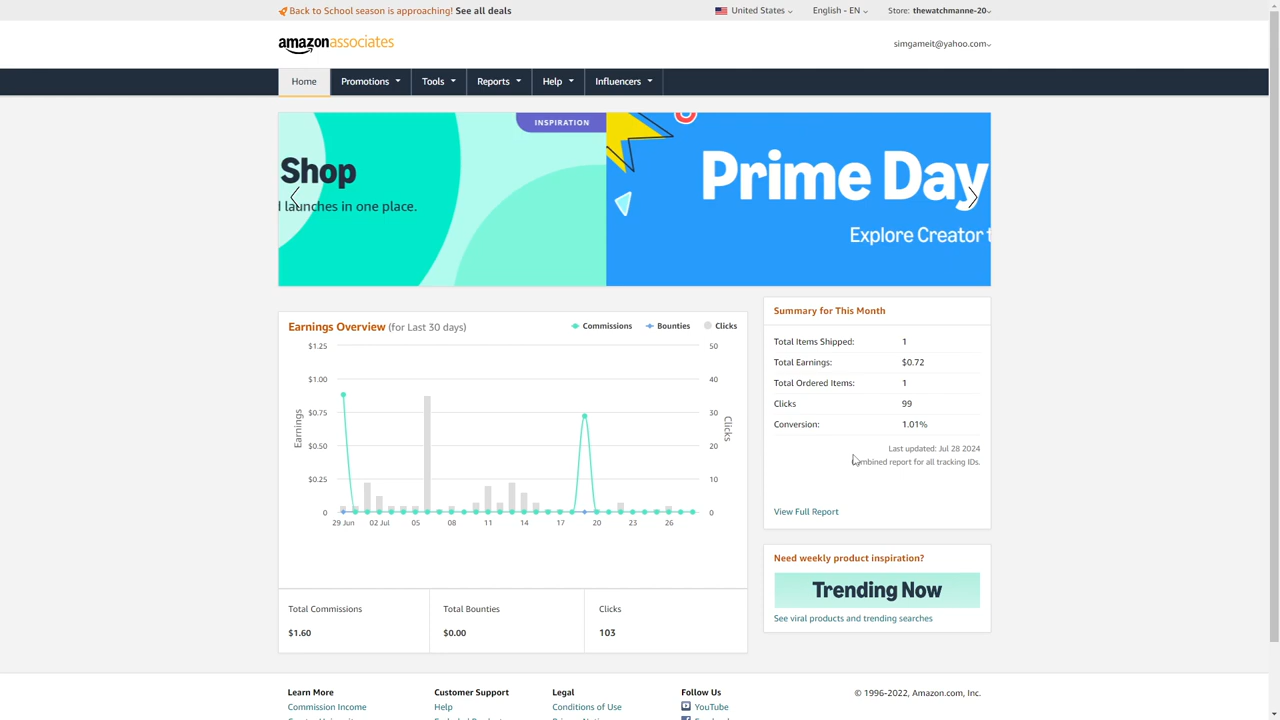 Back to School season is approaching! See all deals
United States
English - EN
Store: thewatchmanne-20
amazonassociates
simgameit@yahoo.com
Home
Promotions
Tools
Reports
Help
Influencers
INSPIRATION
Shop
launches in one place.
Prime Day
Explore Creator
Earnings Overview (for Last 30 days)
Commissions
Bounties
Clicks
$1.25
$1.00
$0.75
$0.50
$0.25
0
50
40
30
20
10
0
Earnings
Clicks
29 Jun
02 Jul
05
08
11
14
17
20
23
26
Total Commissions
$1.60
Total Bounties
$0.00
Clicks
103
Summary for This Month
Total Items Shipped: 1
Total Earnings: $0.72
Total Ordered Items: 1
Clicks 99
Conversion: 1.01%
Last updated: Jul 28 2024
Combined report for all tracking IDs.
View Full Report
Need weekly product inspiration?
Trending Now
See viral products and trending searches
Learn More
Commission Income
Customer Support
Help
Legal
Conditions of Use
Follow Us
YouTube
© 1996-2022, Amazon.com, Inc.